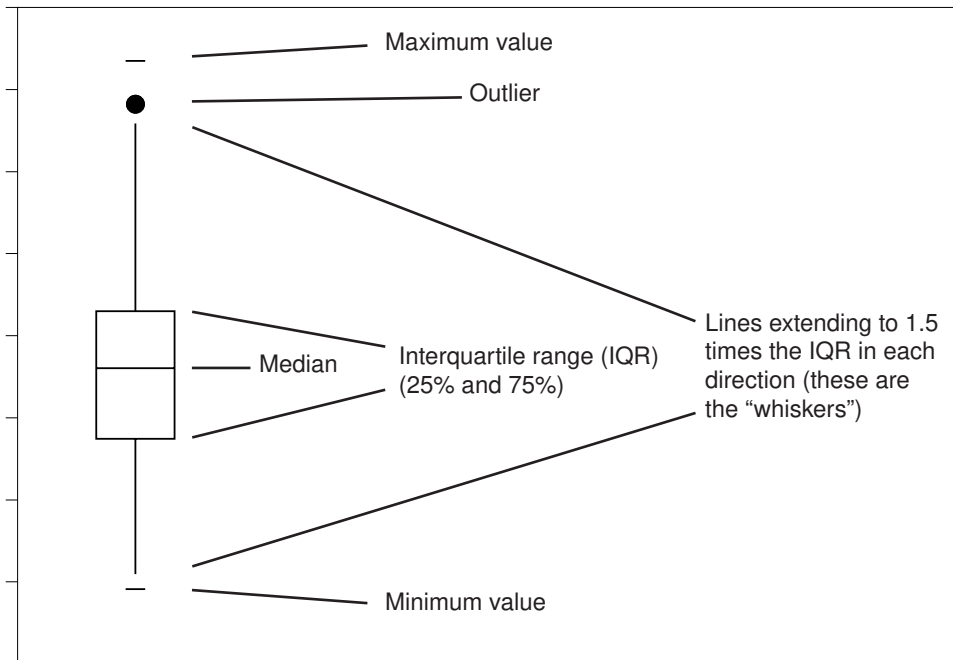 Maximum value
Outlier
Lines extending to 1.5
times the IQR in each
direction (these are
the “whiskers”)
Interquartile range (IQR)
(25% and 75%)
Median
Minimum value